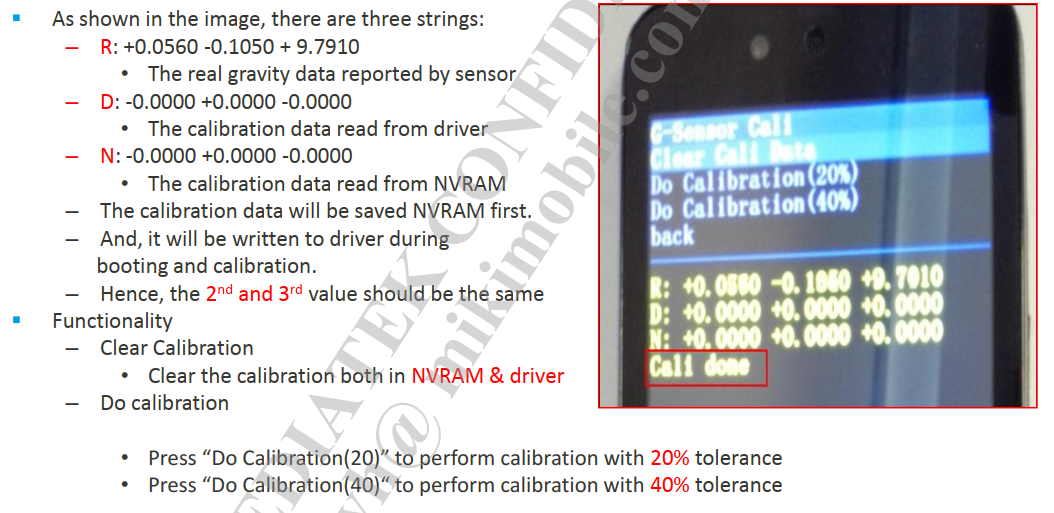 As shown in the image, there are three strings:
– R: +0.0560 -0.1050 + 9.7910
• The real gravity data reported by sensor
– D: -0.0000 +0.0000 -0.0000
• The calibration data read from driver
– N: -0.0000 +0.0000 -0.0000
• The calibration data read from NVRAM
– The calibration data will be saved NVRAM first.
– And, it will be written to driver during
booting and calibration.
– Hence, the 2nd and 3rd value should be the same
Functionality
– Clear Calibration
• Clear the calibration both in NVRAM & driver
– Do calibration
• Press “Do Calibration(20)“ to perform calibration with 20% tolerance
• Press “Do Calibration(40)“ to perform calibration with 40% tolerance
G-Sensor Cali
Clear Cali Data
Do Calibration(20%)
Do Calibration(40%)
back
R: +0.0560 -0.1050 +9.7910
D: +0.0000 +0.0000 +0.0000
N: +0.0000 +0.0000 +0.0000
Cali done
EDIATEK CONFID
vh@mikimobile.com